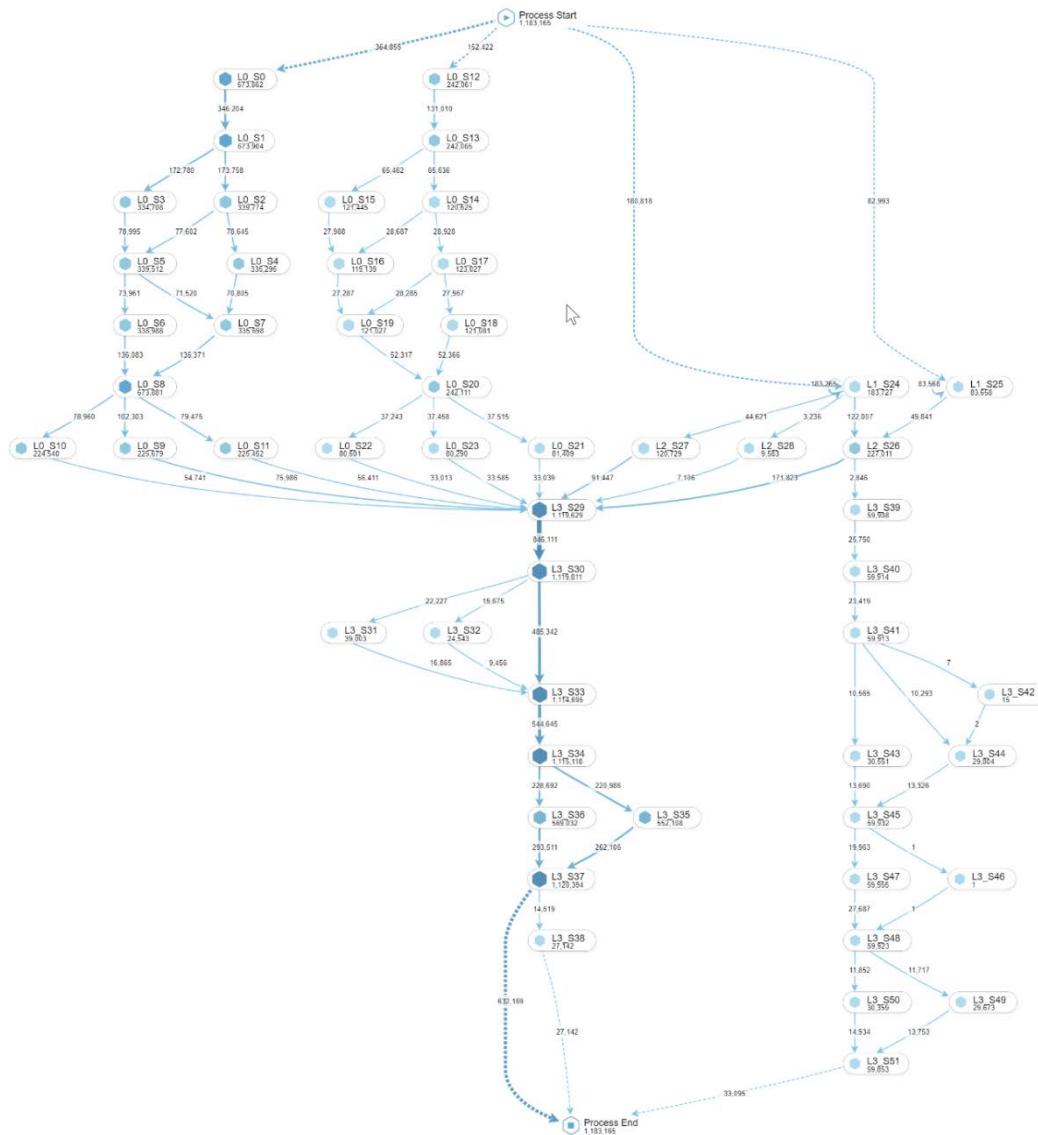 Process Start
1,183,165
364,855
152,422
L0_S0
673,862
L0_S12
242,061
346,204
131,010
L0_S1
673,904
L0_S13
242,065
172,780
173,758
65,462
65,636
L0_S3
334,708
L0_S2
339,774
L0_S15
121,445
L0_S14
120,625
180,818
82,993
78,995
77,602
78,645
27,988
28,687
28,928
L0_S5
339,512
L0_S4
335,295
L0_S16
119,139
L0_S17
123,027
73,961
71,520
70,805
27,287
28,285
27,967
L0_S6
338,988
L0_S7
335,698
L0_S19
121,027
L0_S18
121,081
136,083
135,371
52,317
52,366
L0_S8
673,881
L0_S20
242,111
183,265
L1_S24
183,727
83,568
L1_S25
83,658
78,960
102,303
79,475
37,243
37,458
37,515
44,621
3,236
122,007
49,841
L0_S10
224,540
L0_S9
225,679
L0_S11
225,462
L0_S22
80,601
L0_S23
80,290
L0_S21
81,409
L2_S27
120,729
L2_S28
9,583
L2_S26
227,011
54,741
75,986
56,411
33,013
33,585
33,039
91,447
7,106
171,823
2,846
L3_S29
1,119,629
L3_S39
59,908
846,111
25,750
L3_S30
1,119,811
L3_S40
59,914
22,227
15,675
23,419
L3_S31
39,003
L3_S32
24,543
485,342
L3_S41
59,913
16,865
9,456
7
10,565
10,293
L3_S33
1,114,695
L3_S42
15
544,645
2
L3_S34
1,115,118
L3_S43
30,551
L3_S44
29,804
228,692
220,986
13,690
13,326
L3_S36
569,032
L3_S35
552,108
L3_S45
59,932
293,511
262,105
19,963
1
L3_S37
1,120,394
L3_S47
59,955
L3_S46
1
14,519
27,687
1
L3_S38
27,142
L3_S48
59,923
11,852
11,717
632,169
L3_S50
30,359
L3_S49
29,673
27,142
14,934
13,753
L3_S51
59,853
33,095
Process End
1,183,165